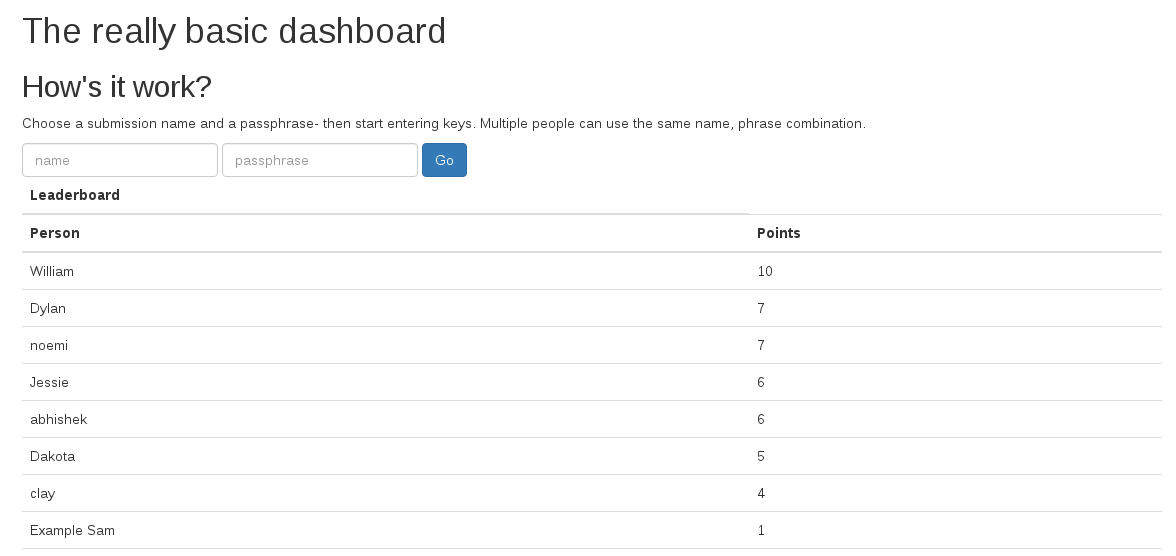 The really basic dashboard
How's it work?
Choose a submission name and a passphrase- then start entering keys. Multiple people can use the same name, phrase combination.
name passphrase Go
Leaderboard
Person Points
William 10
Dylan 7
noemi 7
Jessie 6
abhishek 6
Dakota 5
clay 4
Example Sam 1